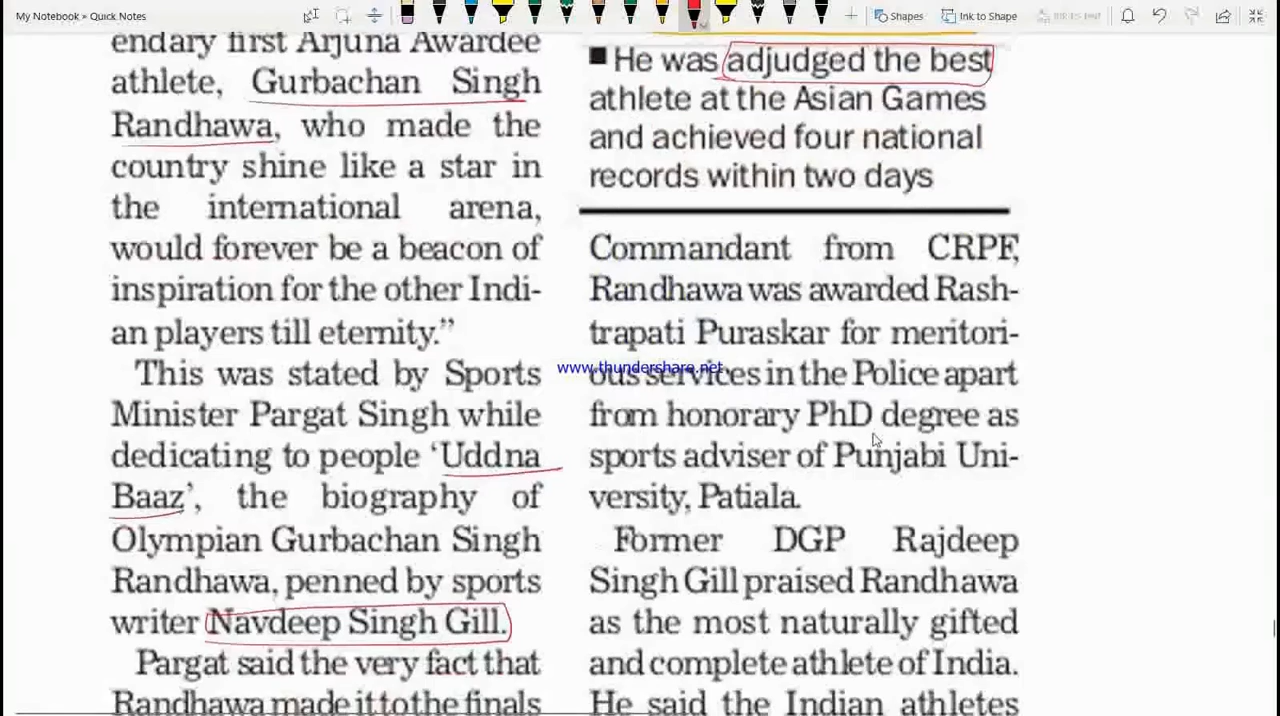 My Notebook » Quick Notes
Shapes
Ink to Shape
endary first Arjuna Awardee
athlete, Gurbachan Singh
Randhawa, who made the
country shine like a star in
the international arena,
would forever be a beacon of
inspiration for the other Indi-
an players till eternity.”
This was stated by Sports
Minister Pargat Singh while
dedicating to people ‘Uddna
Baaz’, the biography of
Olympian Gurbachan Singh
Randhawa, penned by sports
writer Navdeep Singh Gill.
Pargat said the very fact that
Randhawa made it to the finals
■ He was adjudged the best
athlete at the Asian Games
and achieved four national
records within two days
Commandant from CRPF,
Randhawa was awarded Rash-
trapati Puraskar for meritori-
www.thundershare.net
ous services in the Police apart
from honorary PhD degree as
sports adviser of Punjabi Uni-
versity, Patiala.
Former DGP Rajdeep
Singh Gill praised Randhawa
as the most naturally gifted
and complete athlete of India.
He said the Indian athletes